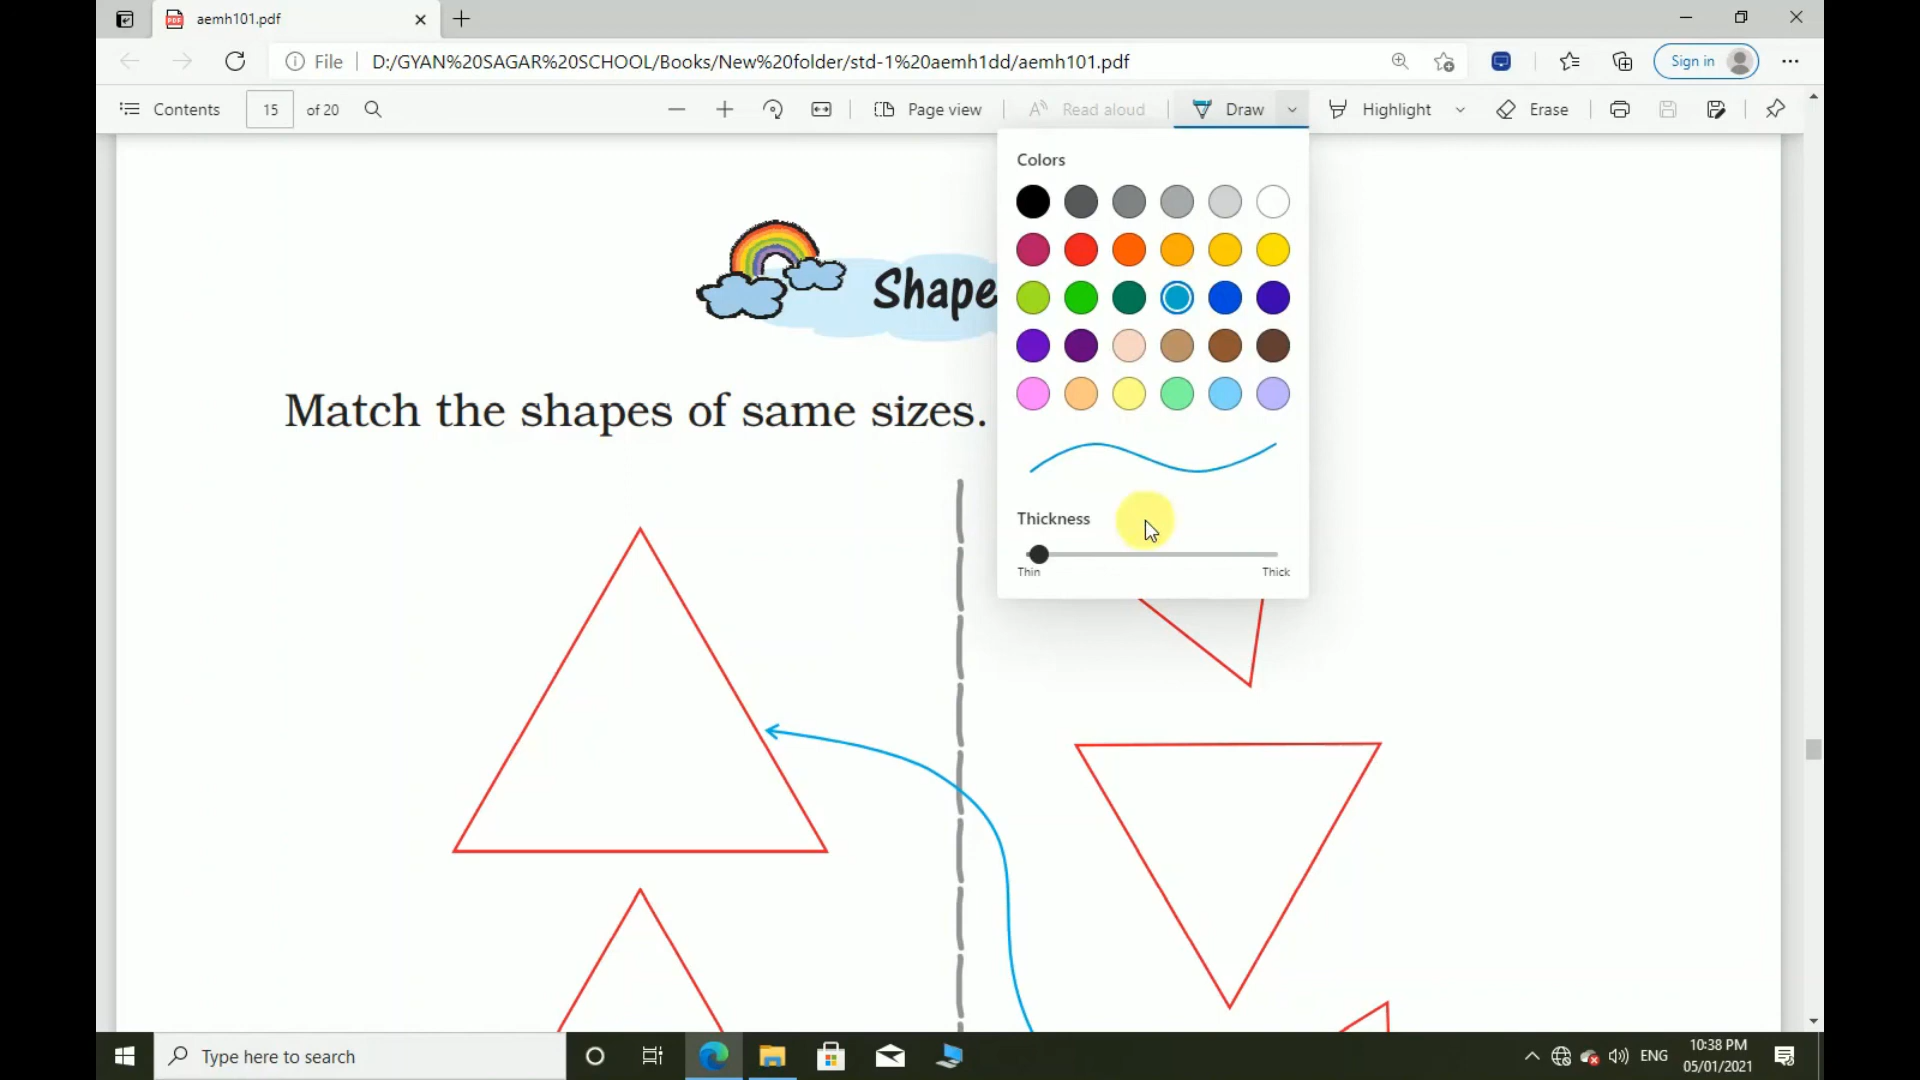 aemh101.pdf
File
D:/GYAN%20SAGAR%20SCHOOL/Books/New%20folder/std-1%20aemh1dd/aemh101.pdf
Sign in
Contents
15
of 20
Page view
Read aloud
Draw
Highlight
Erase
Colors
Shape
Match the shapes of same sizes.
Thickness
Thin
Thick
Type here to search
ENG
10:38 PM
05/01/2021